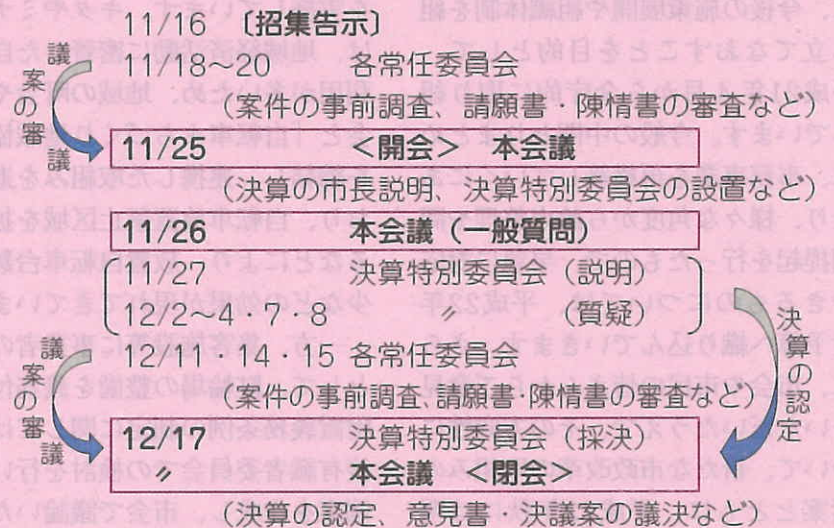 11/16 〔招集告示〕
11/18～20 各常任委員会
(案件の事前調査、請願書・陳情書の審査など)
議案の審議
11/25 <開会> 本会議
(決算の市長説明、決算特別委員会の設置など)
11/26 本会議（一般質問）
11/27 決算特別委員会（説明）
12/2～4・7・8 〃 （質疑）
12/11・14・15 各常任委員会
(案件の事前調査、請願書・陳情書の審査など)
議案の審議
決算の認定
12/17 決算特別委員会（採決）
〃 本会議 <閉会>
(決算の認定、意見書 決議案の議決など)